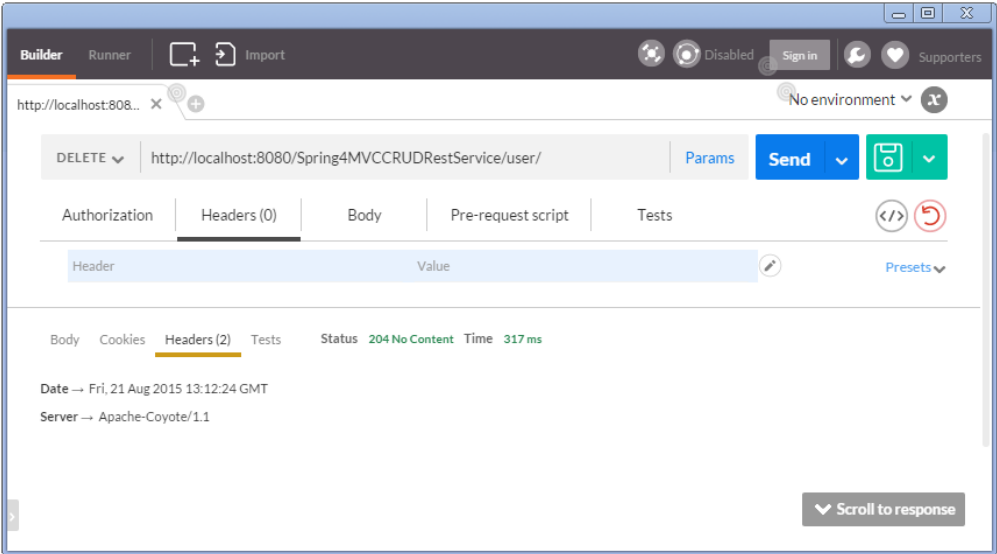 Builder Runner Import Disabled Sign in Supporters
http://localhost:808... No environment
DELETE http://localhost:8080/Spring4MVCCRUDRestService/user/ Params Send
Authorization Headers (0) Body Pre-request script Tests
Header Value Presets
Body Cookies Headers (2) Tests Status 204 No Content Time 317 ms
Date → Fri, 21 Aug 2015 13:12:24 GMT
Server → Apache-Coyote/1.1
Scroll to response